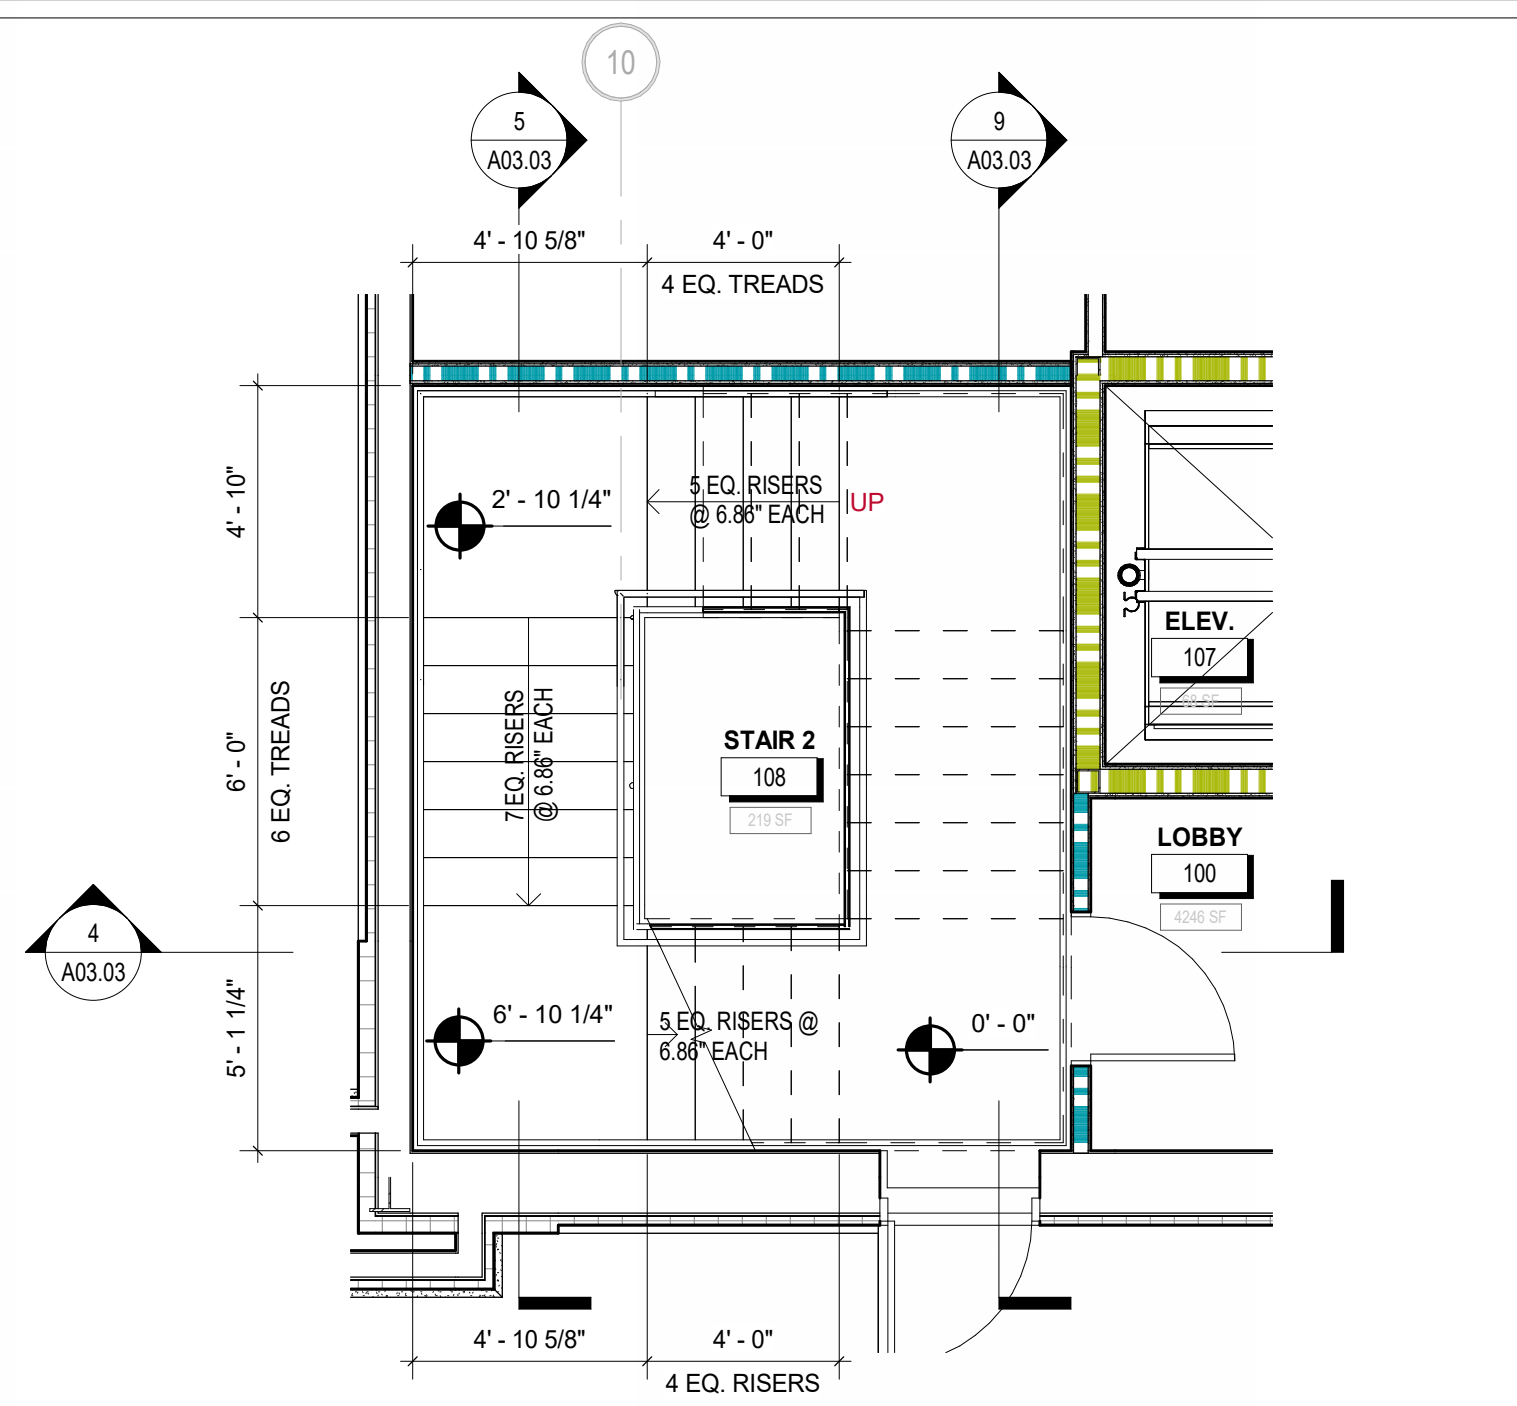 10
5
A03.03
9
A03.03
4' - 10 5/8"
4' - 0"
4 EQ. TREADS
4' - 10"
2' - 10 1/4"
5 EQ. RISERS
@ 6.86" EACH
UP
6' - 0"
6 EQ. TREADS
7 EQ. RISERS
@ 6.86" EACH
STAIR 2
108
219 SF
ELEV.
107
68 SF
LOBBY
100
4246 SF
4
A03.03
5' - 1 1/4"
6' - 10 1/4"
5 EQ. RISERS @
6.86" EACH
0' - 0"
4' - 10 5/8"
4' - 0"
4 EQ. RISERS